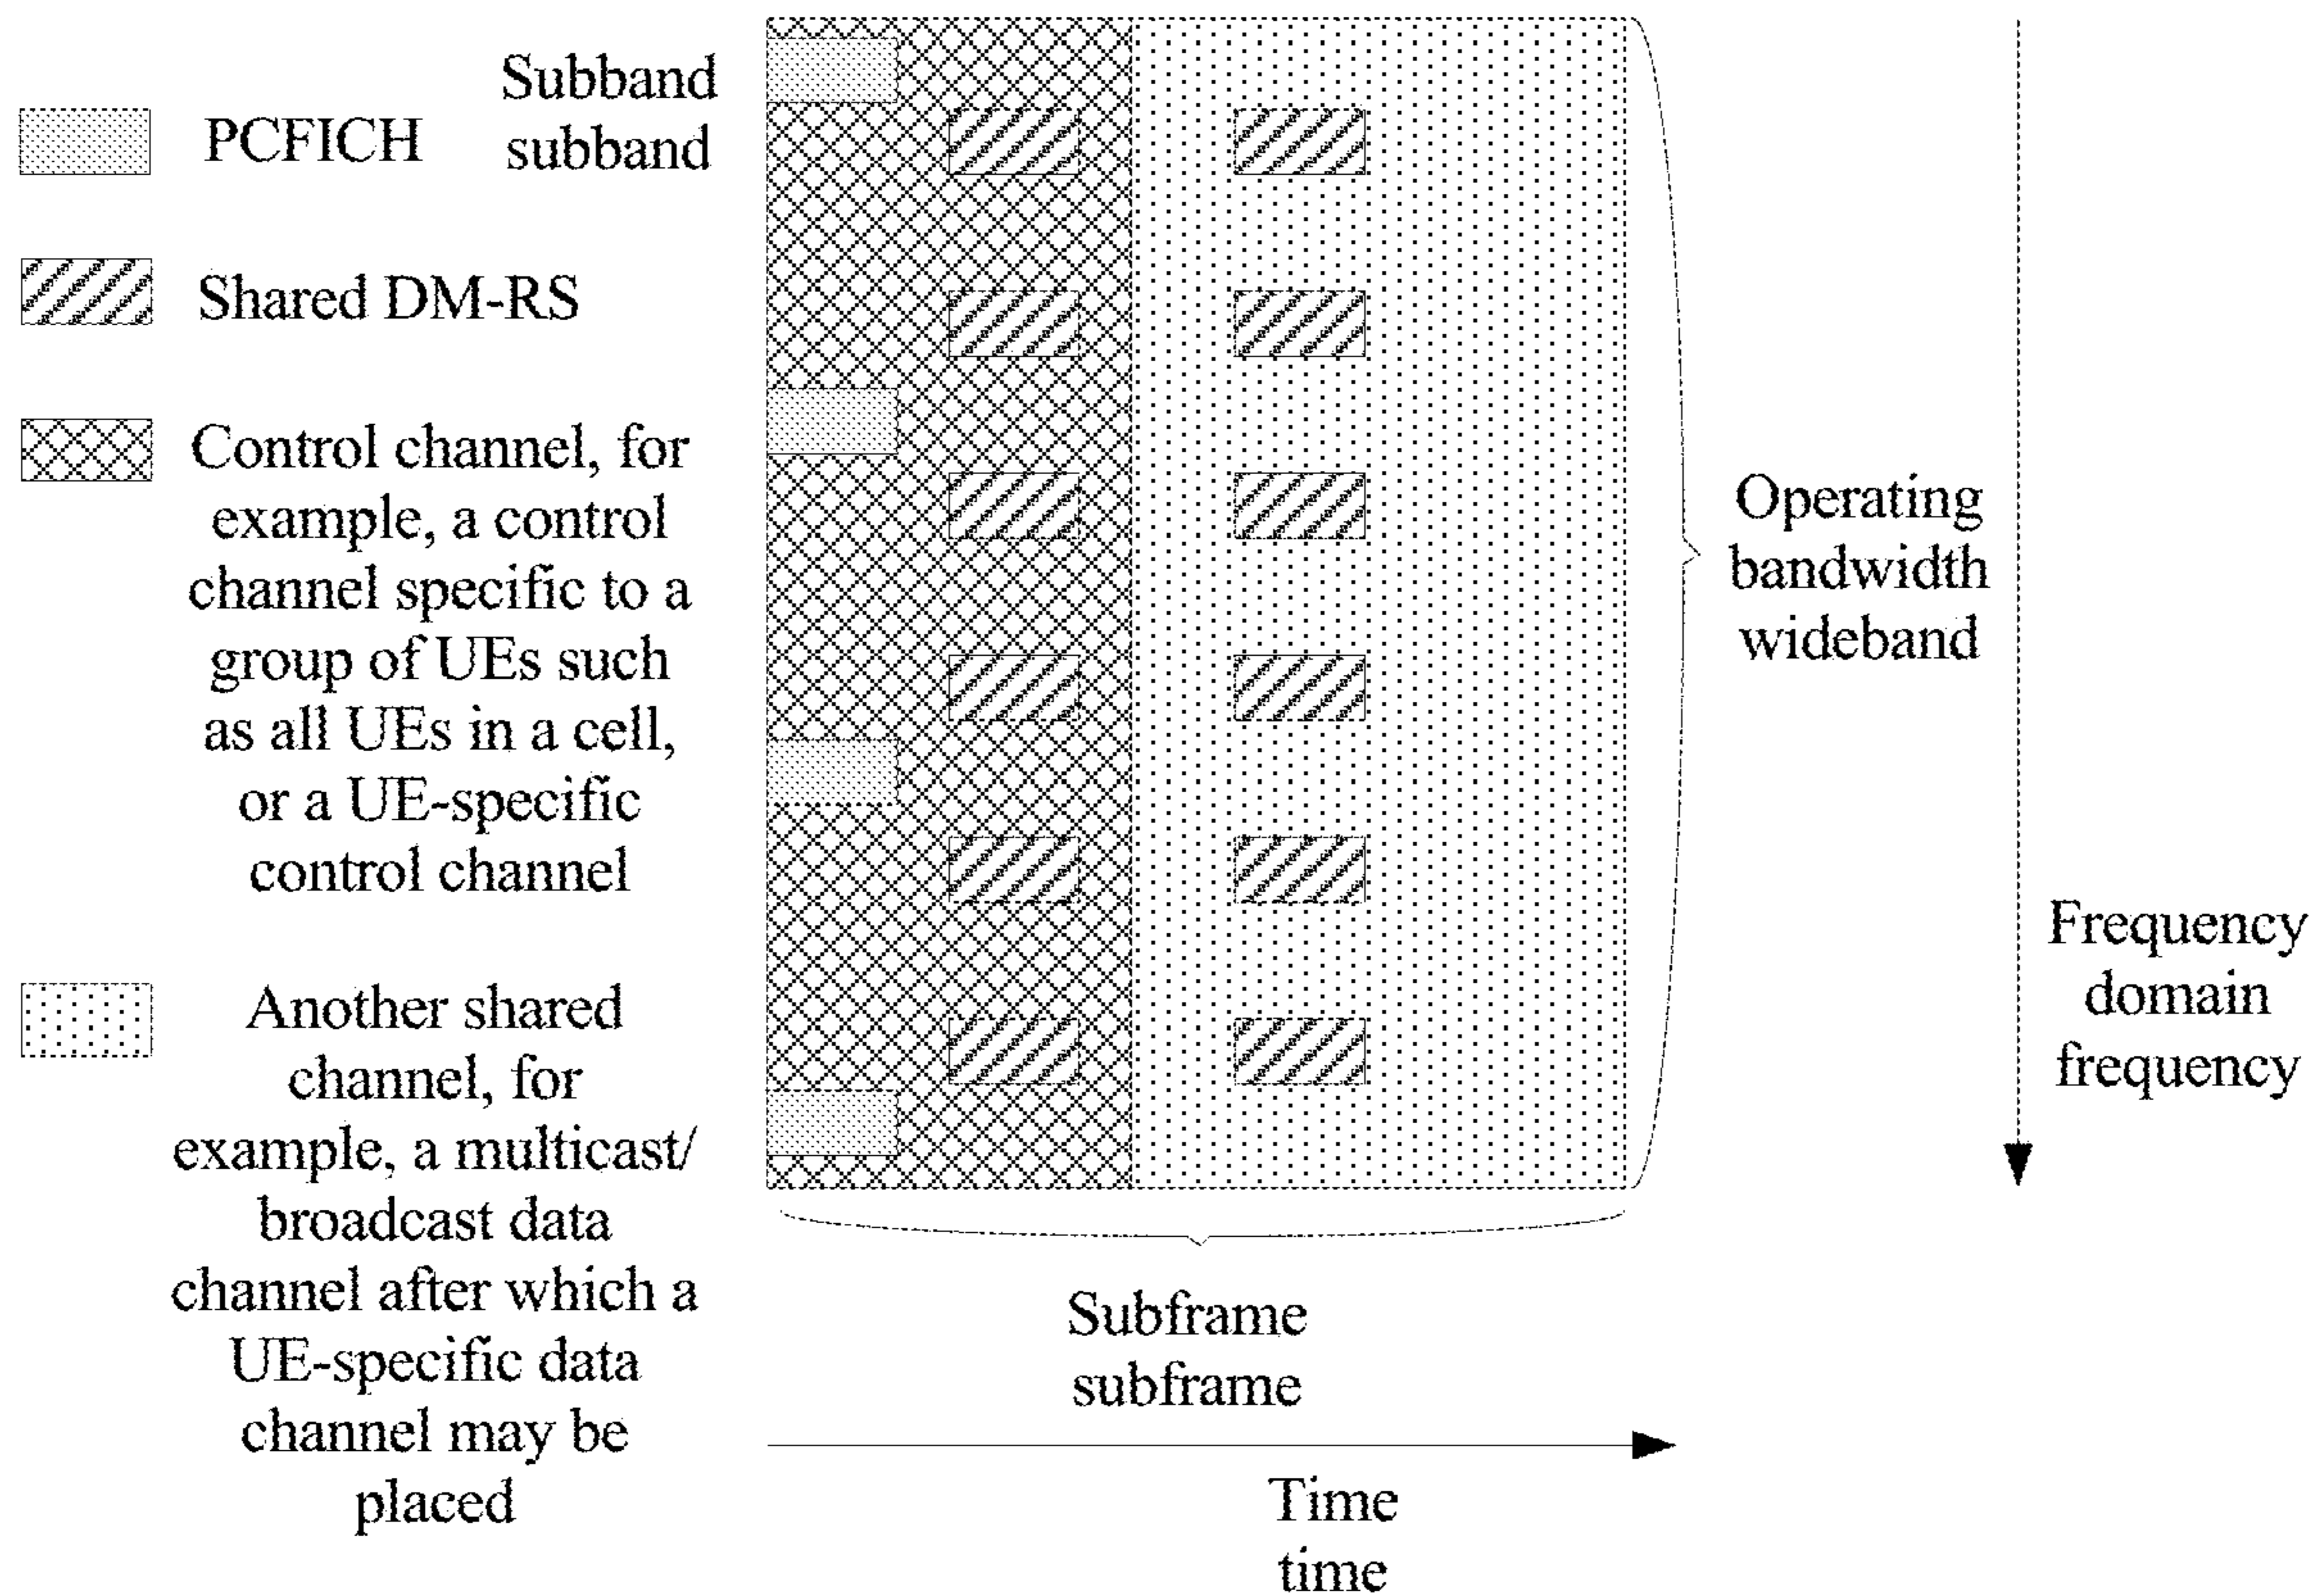 Subband
subband
PCFICH
Shared DM-RS
Control channel, for
example, a control
channel specific to a
group of UEs such
as all UEs in a cell,
or a UE-specific
control channel
Another shared
channel, for
example, a multicast/
broadcast data
channel after which a
UE-specific data
channel may be
placed
Operating
bandwidth
wideband
Frequency
domain
frequency
Subframe
subframe
Time
time